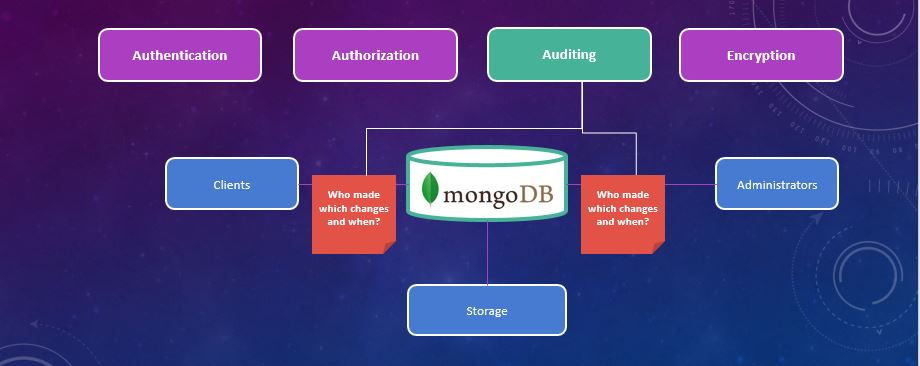 Authentication
Authorization
Auditing
Encryption
Clients
Who made
which changes
and when?
mongoDB
Who made
which changes
and when?
Administrators
Storage